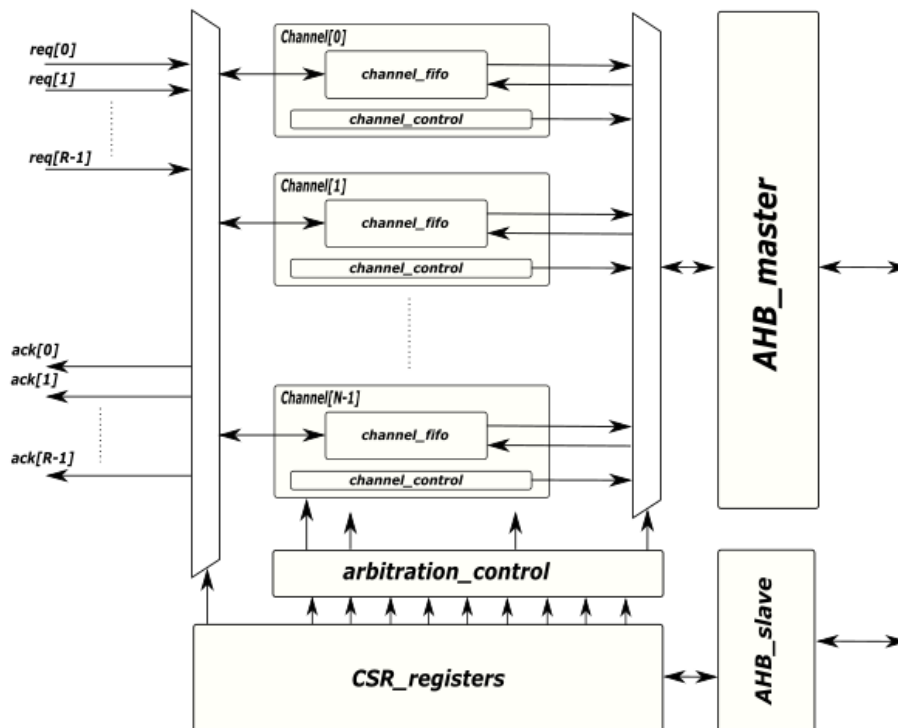 req[0]
req[1]
req[R-1]
ack[0]
ack[1]
ack[R-1]
Channel[0]
channel_fifo
channel_control
Channel[1]
channel_fifo
channel_control
Channel[N-1]
channel_fifo
channel_control
arbitration_control
CSR_registers
AHB_master
AHB_slave